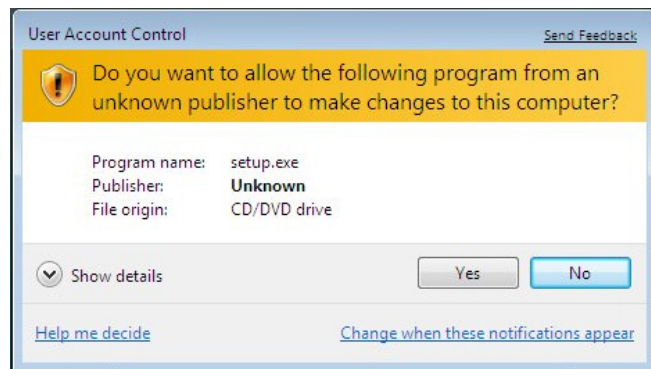 User Account Control
Send Feedback
Do you want to allow the following program from an
unknown publisher to make changes to this computer?
Program name: setup.exe
Publisher: Unknown
File origin: CD/DVD drive
Show details
Yes
No
Help me decide
Change when these notifications appear